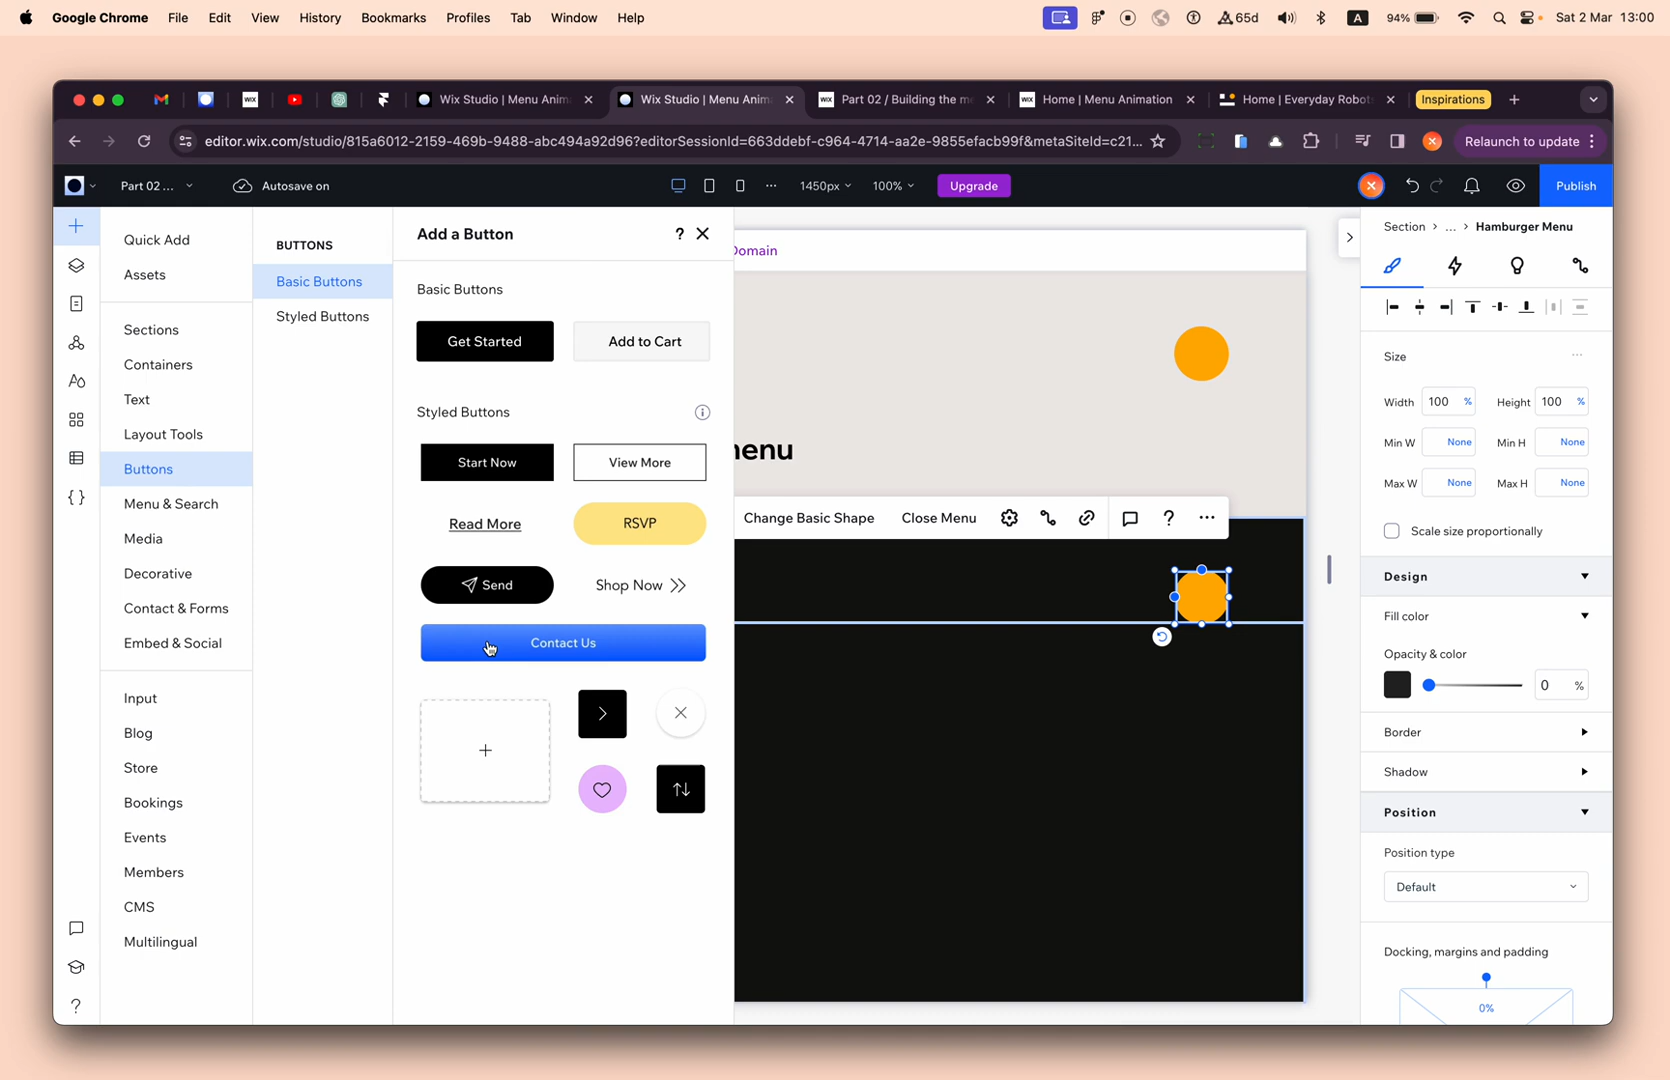 Google Chrome File Edit View History Bookmarks Profiles Tab Window Help
65d A 94% Sat 2 Mar 13:00
WIX Wix Studio | Menu Anim Wix Studio | Menu Anim WIX Part 02 / Building the me WIX Home | Menu Animation Home | Everyday Robot Inspirations
editor.wix.com/studio/815a6012-2159-469b-9488-abc494a92d96?editorSessionId=663ddebf-c964-4714-aa2e-9855efacb99f&metaSiteId=c21... Relaunch to update
Part 02 ... Autosave on 1450px 100% Upgrade Publish
Quick Add
Assets
Sections
Containers
Text
Layout Tools
Buttons
Menu & Search
Media
Decorative
Contact & Forms
Embed & Social
Input
Blog
Store
Bookings
Events
Members
CMS
Multilingual
BUTTONS
Basic Buttons
Styled Buttons
Add a Button ?
Basic Buttons
Get Started Add to Cart
Styled Buttons
Start Now View More
Read More RSVP
Send Shop Now
Contact Us
Domain
menu
Change Basic Shape Close Menu ? ...
Section > ... > Hamburger Menu
Size
Width 100 % Height 100 %
Min W None Min H None
Max W None Max H None
Scale size proportionally
Design
Fill color
Opacity & color
0 %
Border
Shadow
Position
Position type
Default
Docking, margins and padding
0%
?